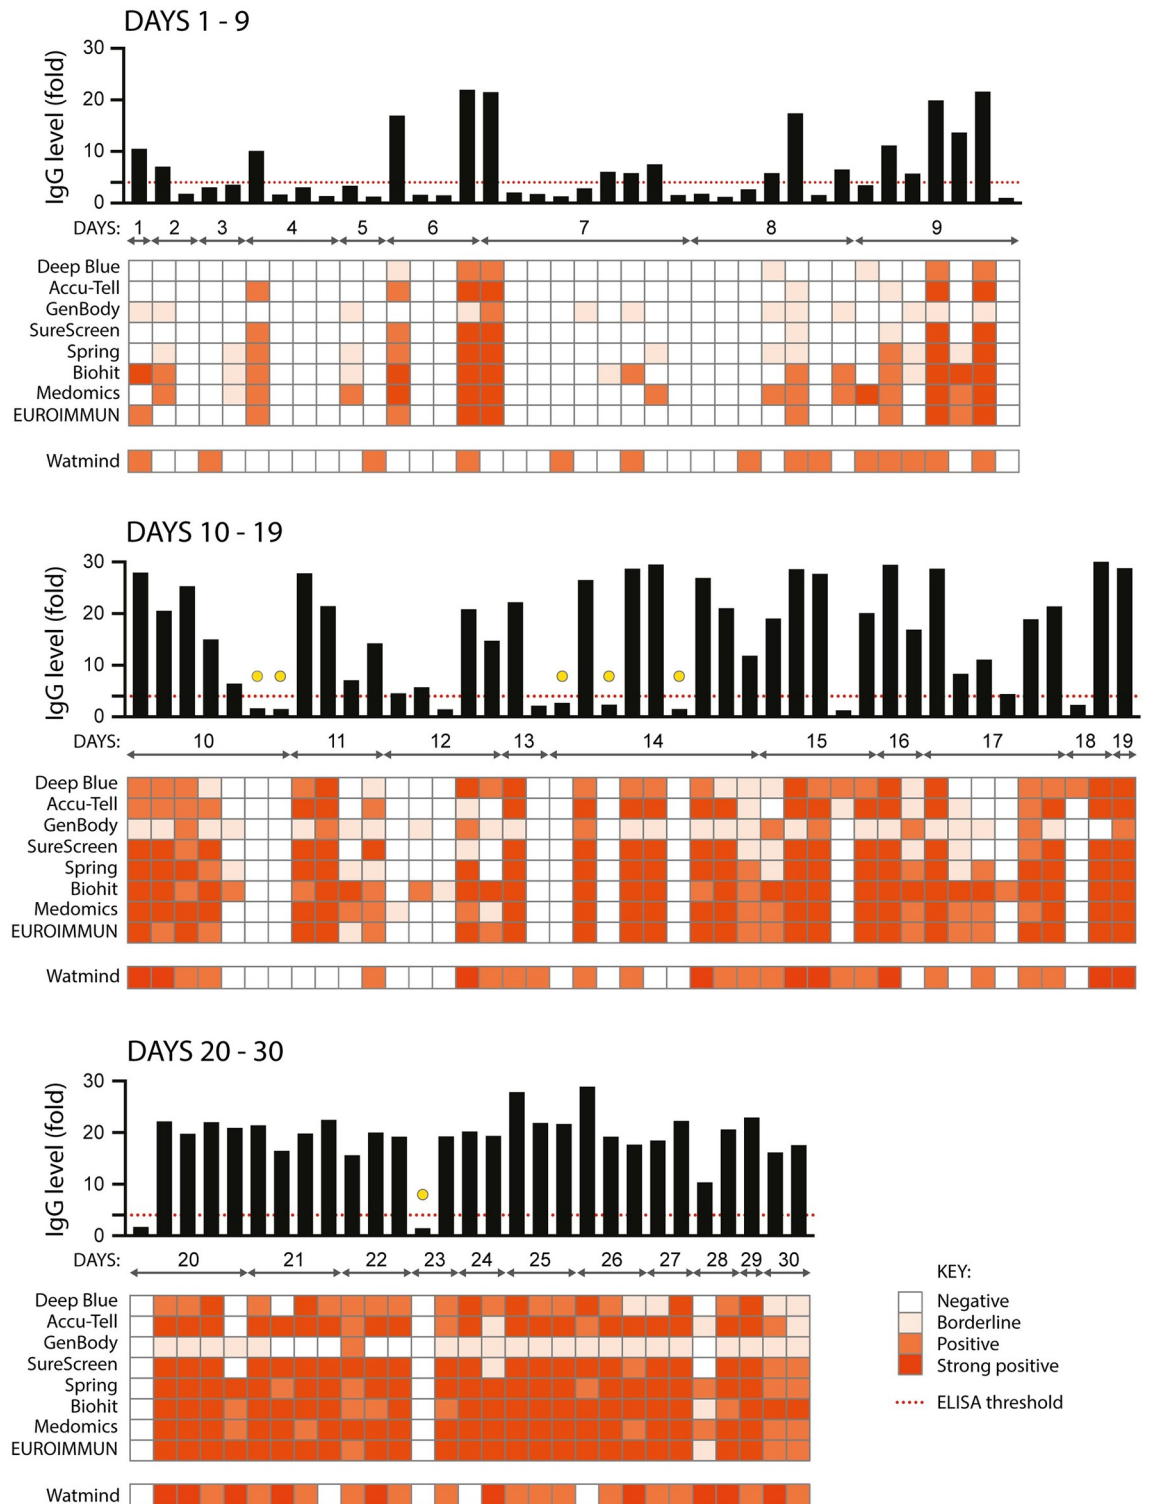 DAYS 1 - 9
IgG level (fold)
30
20
10
0
DAYS: 1 2 3 4 5 6 7 8 9
Deep Blue
Accu-Tell
GenBody
SureScreen
Spring
Biohit
Medomics
EUROIMMUN
Watmind
DAYS 10 - 19
IgG level (fold)
30
20
10
0
DAYS: 10 11 12 13 14 15 16 17 18 19
Deep Blue
Accu-Tell
GenBody
SureScreen
Spring
Biohit
Medomics
EUROIMMUN
Watmind
DAYS 20 - 30
IgG level (fold)
30
20
10
0
DAYS: 20 21 22 23 24 25 26 27 28 29 30
Deep Blue
Accu-Tell
GenBody
SureScreen
Spring
Biohit
Medomics
EUROIMMUN
Watmind
KEY:
Negative
Borderline
Positive
Strong positive
ELISA threshold